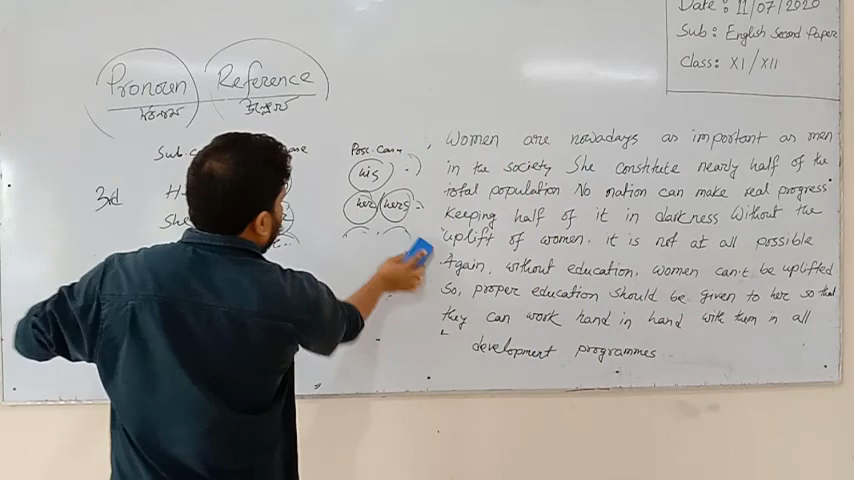 Date: 11/07/2020
Sub: English Second Paper
Class: XI/XII
Pronoun Reference
Poss. Case
3rd his
She her/hers
Women are nowadays as important as men
in the society She constitute nearly half of the
total population No nation can make real progress
keeping half of it in darkness Without the
uplift of women, it is not at all possible
Again, without education, women can't be uplifted
So, proper education should be given to her so that
they can work hand in hand with them in all
development programmes